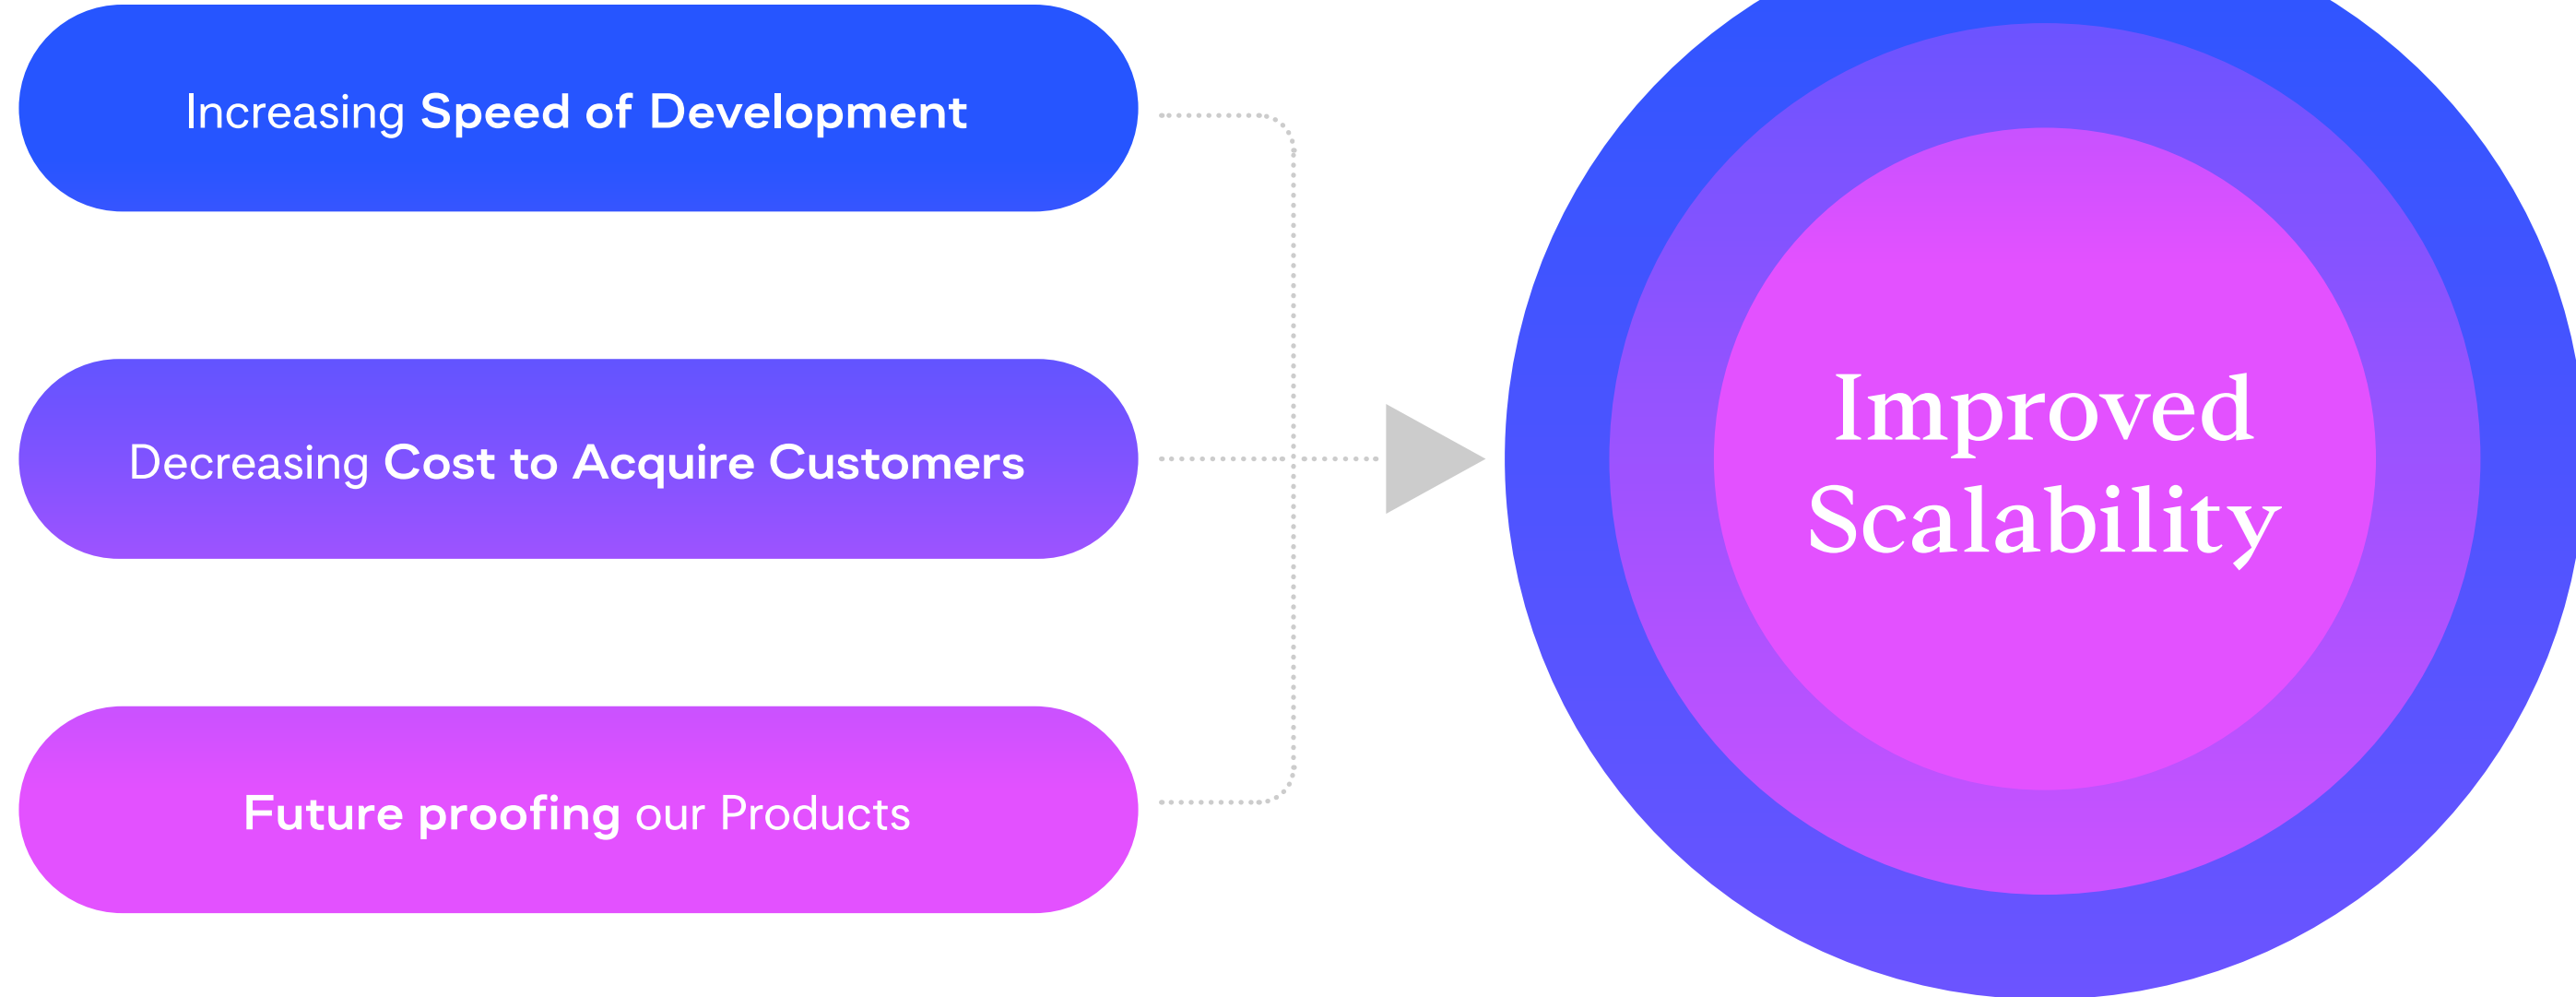 Increasing Speed of Development
Decreasing Cost to Acquire Customers
Future proofing our Products
Improved
Scalability